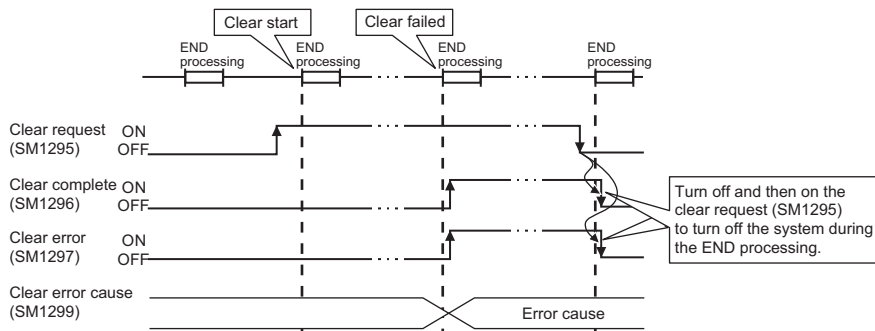 Clear start
Clear failed
END
processing
END
processing
END
processing
END
processing
Clear request
(SM1295)
ON
OFF
Clear complete
(SM1296)
ON
OFF
Turn off and then on the
clear request (SM1295)
to turn off the system during
the END processing.
Clear error
(SM1297)
ON
OFF
Clear error cause
(SM1299)
Error cause